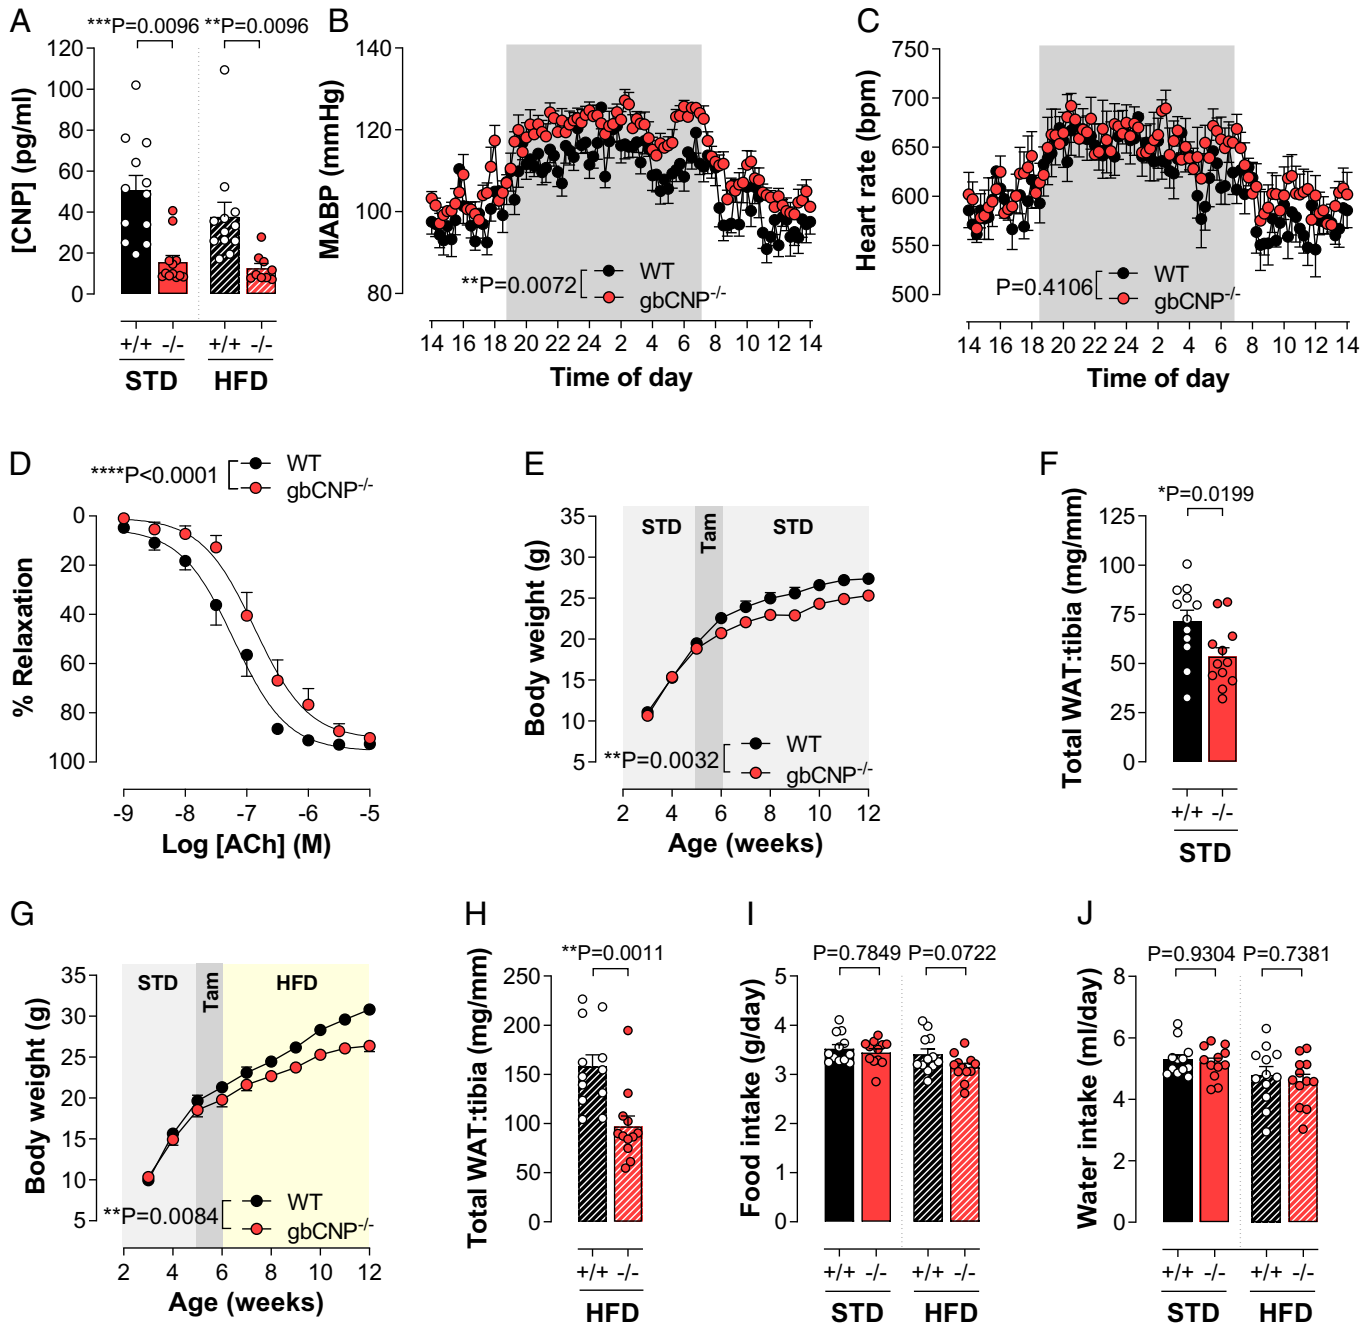 A
***P=0.0096 **P=0.0096
[CNP] (pg/ml)
120
100
80
60
40
20
0
+/+ -/- +/+ -/-
STD HFD
B
MABP (mmHg)
140
120
100
80
**P=0.0072
WT
gbCNP-/-
14 16 18 20 22 24 2 4 6 8 10 12 14
Time of day
C
Heart rate (bpm)
750
700
650
600
550
500
P=0.4106
WT
gbCNP-/-
14 16 18 20 22 24 2 4 6 8 10 12 14
Time of day
D
****P<0.0001
WT
gbCNP-/-
% Relaxation
0
20
40
60
80
100
-9 -8 -7 -6 -5
Log [ACh] (M)
E
Body weight (g)
35
30
25
20
15
10
5
STD Tam STD
**P=0.0032
WT
gbCNP-/-
2 4 6 8 10 12
Age (weeks)
F
*P=0.0199
Total WAT:tibia (mg/mm)
125
100
75
50
25
0
+/+ -/-
STD
G
Body weight (g)
35
30
25
20
15
10
5
STD Tam HFD
**P=0.0084
WT
gbCNP-/-
2 4 6 8 10 12
Age (weeks)
H
**P=0.0011
Total WAT:tibia (mg/mm)
250
200
150
100
50
0
+/+ -/-
HFD
I
P=0.7849 P=0.0722
Food intake (g/day)
5
4
3
2
1
0
+/+ -/- +/+ -/-
STD HFD
J
P=0.9304 P=0.7381
Water intake (ml/day)
8
6
4
2
0
+/+ -/- +/+ -/-
STD HFD